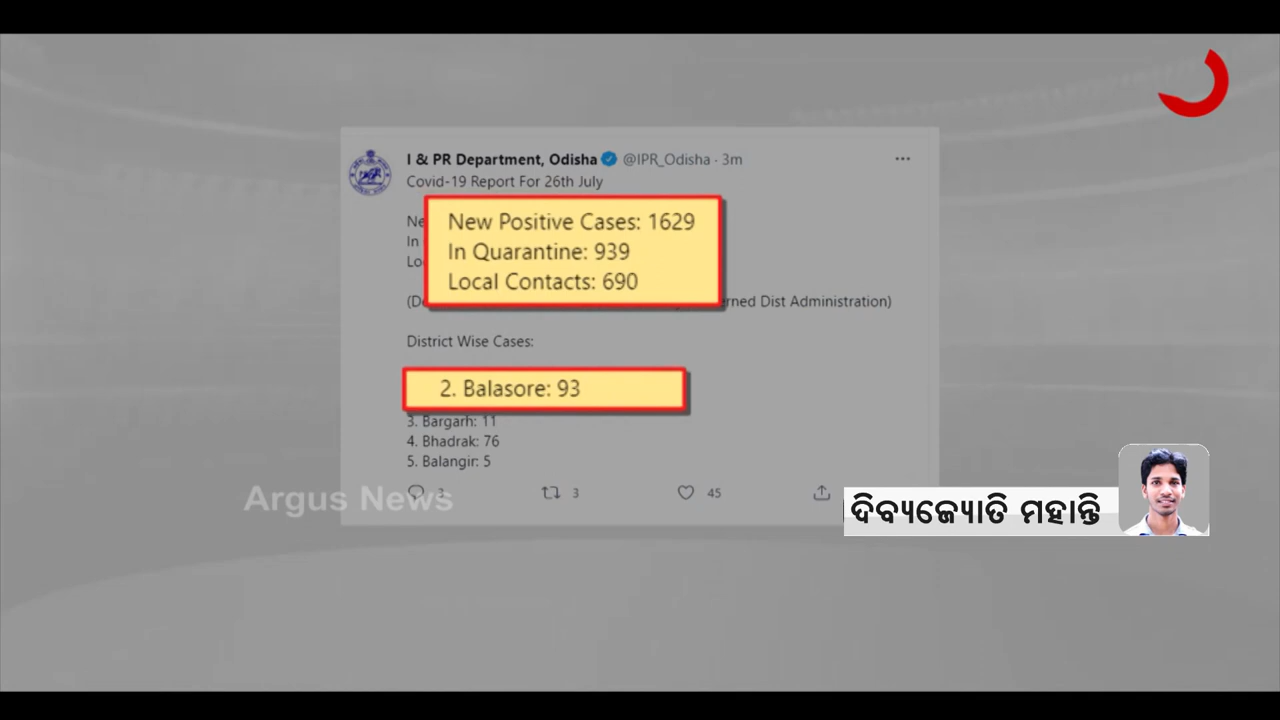 I & PR Department, Odisha @IPR_Odisha · 3m
Covid-19 Report For 26th July
New Positive Cases: 1629
In Quarantine: 939
Local Contacts: 690
Dist Administration)
District Wise Cases:
2. Balasore: 93
3. Bargarh: 11
4. Bhadrak: 76
5. Balangir: 5
3 45
Argus News
ଦିବ୍ୟଜ୍ୟୋତି ମହାନ୍ତି